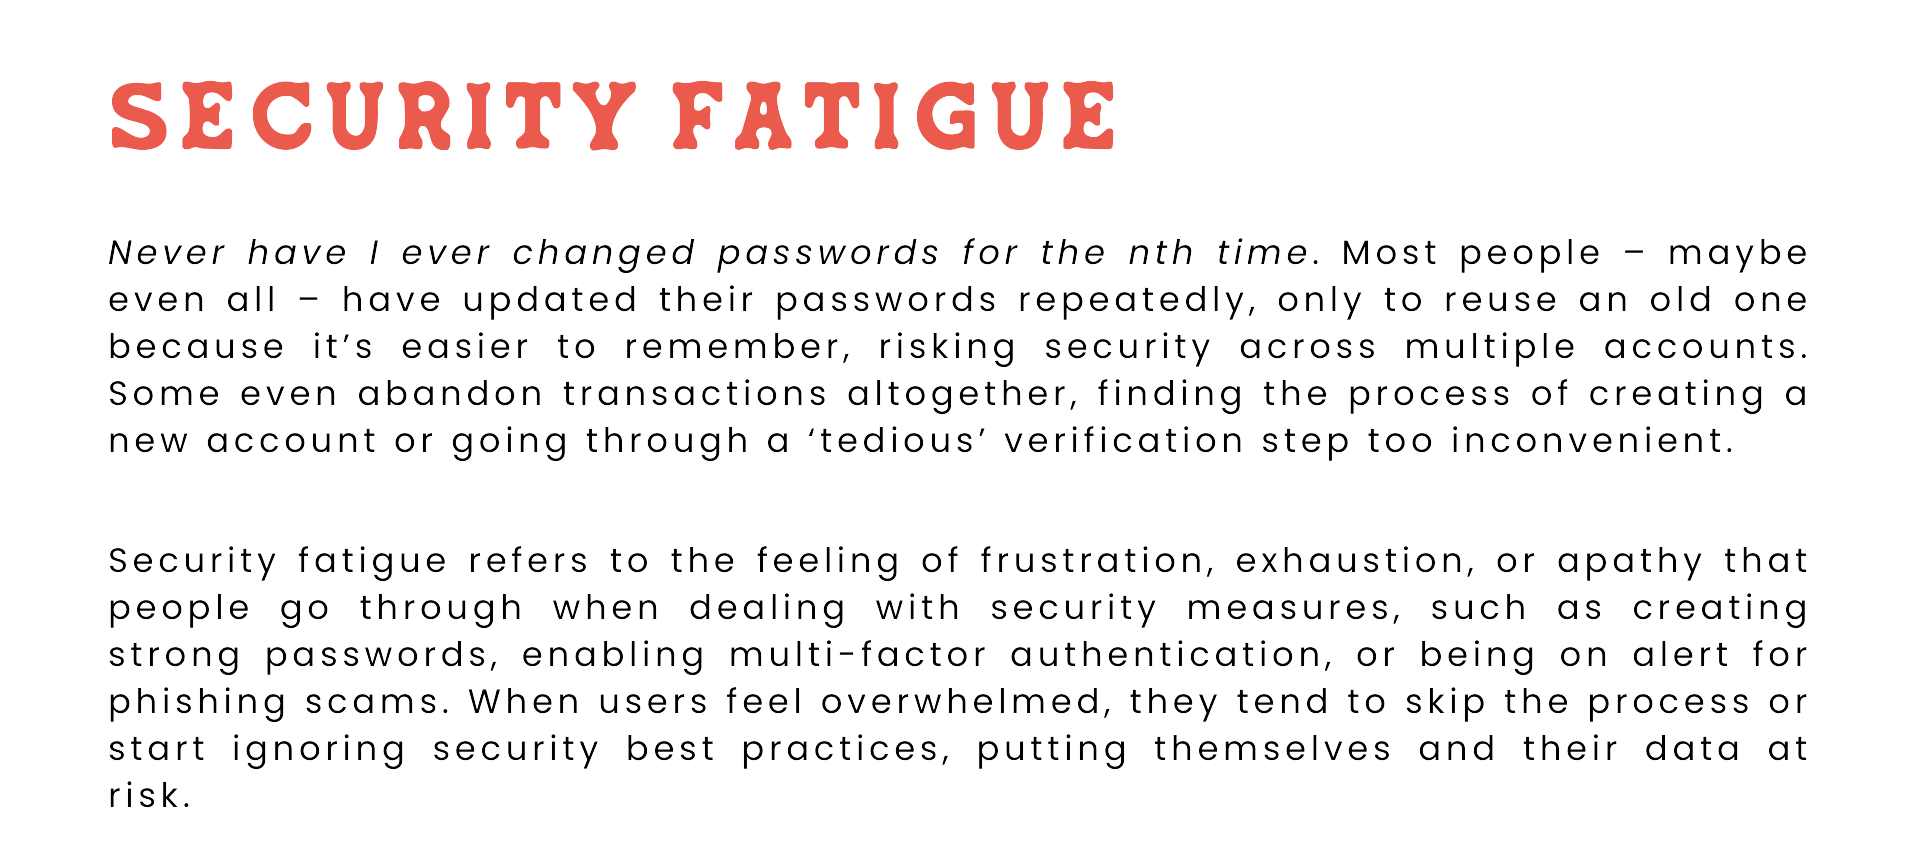 SECURITY FATIGUE
Never have I ever changed passwords for the nth time. Most people – maybe
even all – have updated their passwords repeatedly, only to reuse an old one
because it’s easier to remember, risking security across multiple accounts.
Some even abandon transactions altogether, finding the process of creating a
new account or going through a ‘tedious’ verification step too inconvenient.
Security fatigue refers to the feeling of frustration, exhaustion, or apathy that
people go through when dealing with security measures, such as creating
strong passwords, enabling multi-factor authentication, or being on alert for
phishing scams. When users feel overwhelmed, they tend to skip the process or
start ignoring security best practices, putting themselves and their data at
risk.